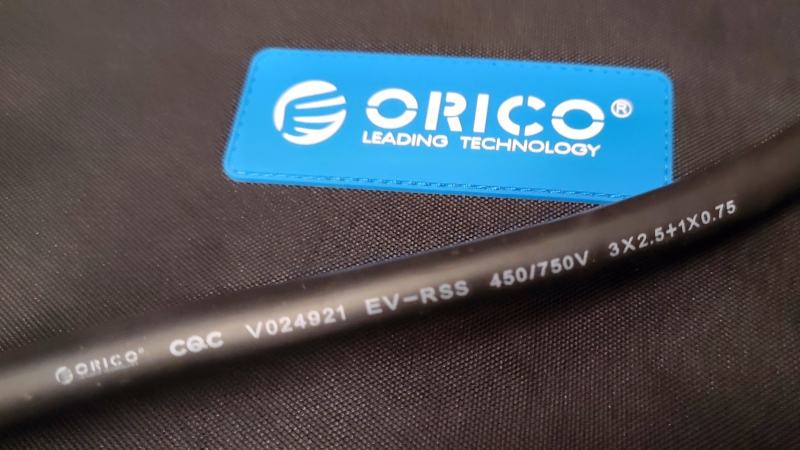 ORICO®
LEADING TECHNOLOGY
ORICO® CQC V024921 EV-RSS 450/750V 3X2.5+1X0.75